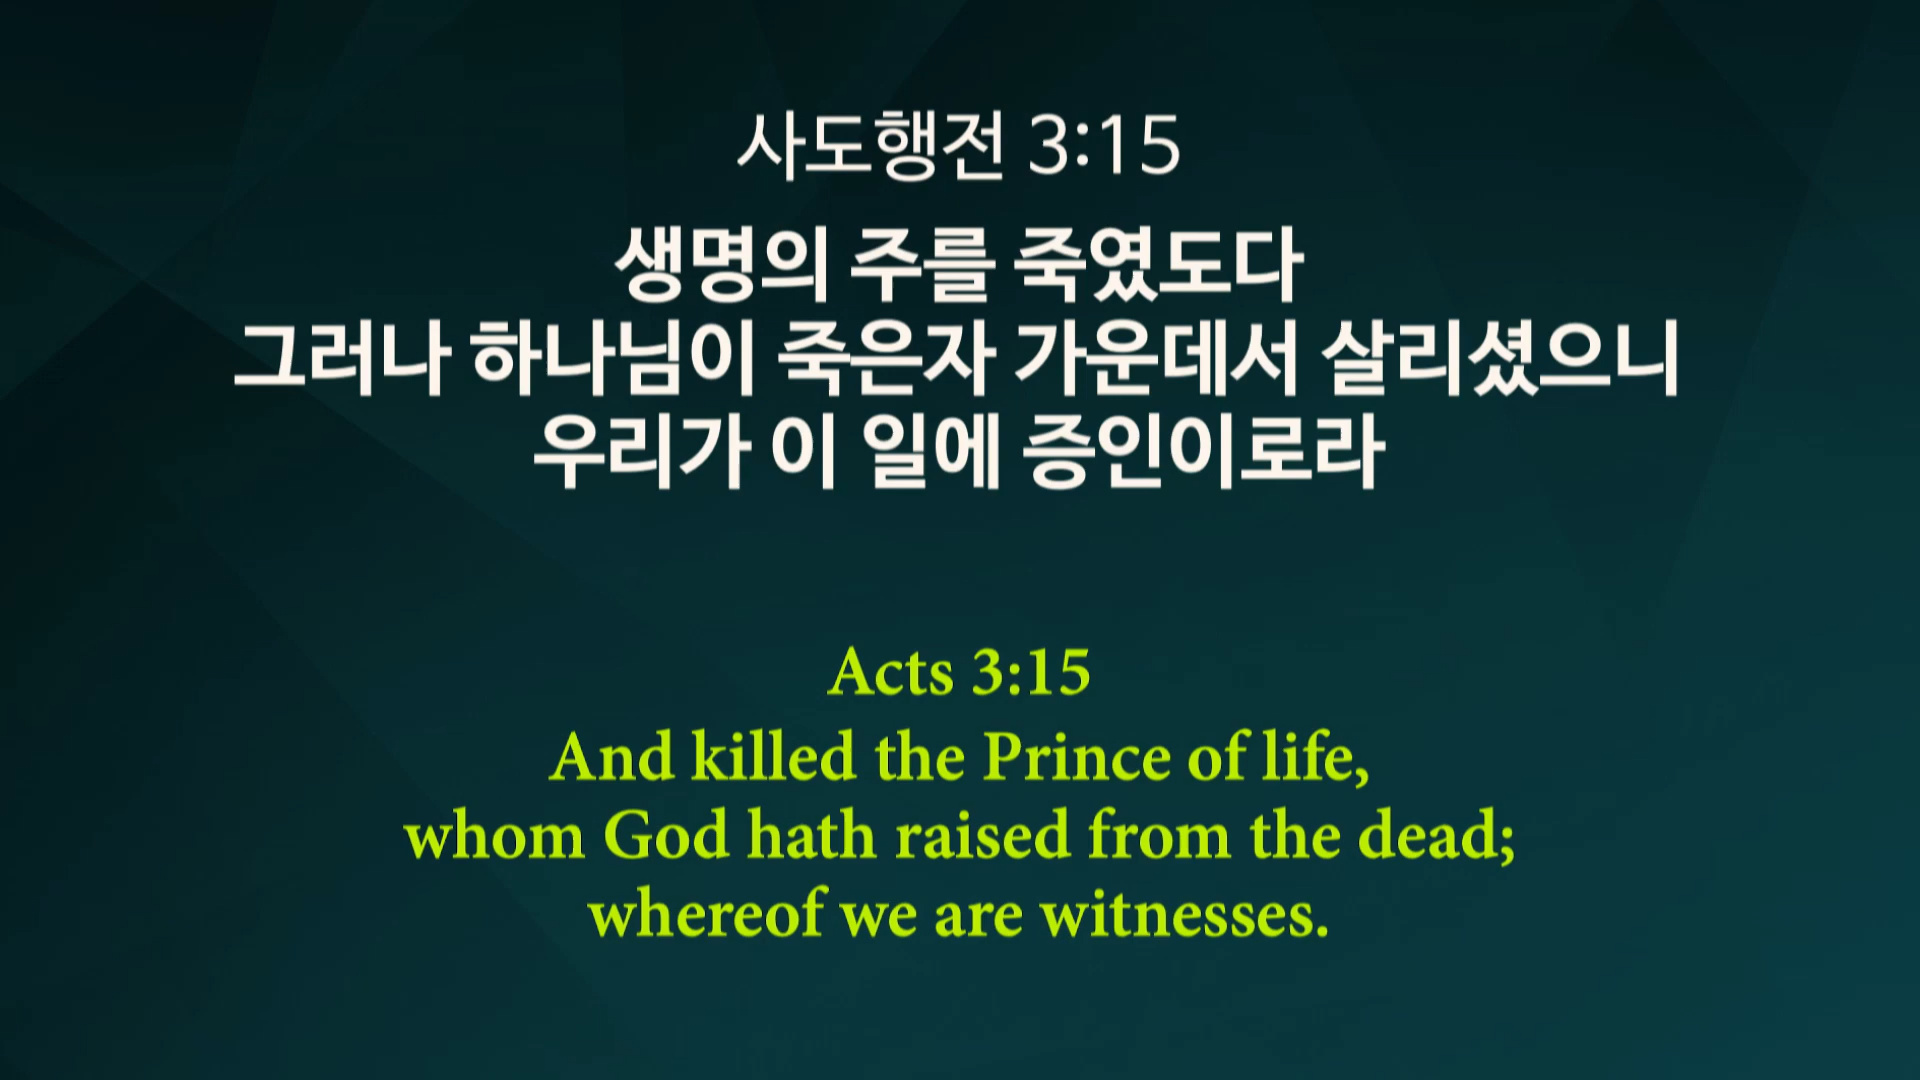 사도행전 3:15
생명의 주를 죽였도다
그러나 하나님이 죽은자 가운데서 살리셨으니
우리가 이 일에 증인이로라
Acts 3:15
And killed the Prince of life,
whom God hath raised from the dead;
whereof we are witnesses.